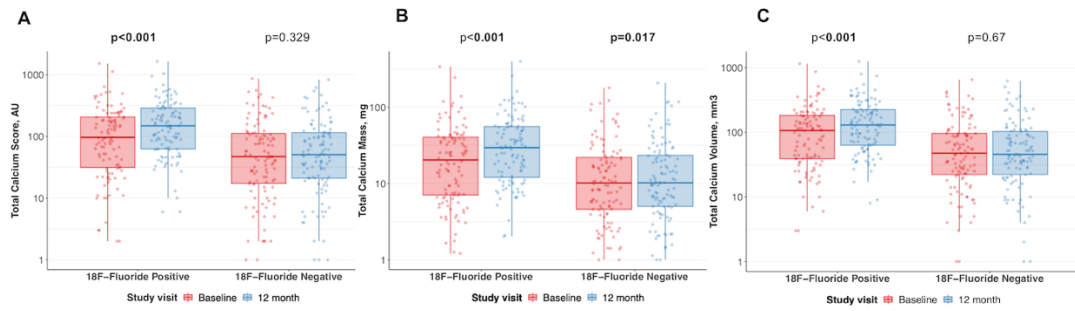 A
p<0.001
p=0.329
Total Calcium Score, AU
1000
100
10
1
18F−Fluoride Positive
18F−Fluoride Negative
Study visit Baseline 12 month
B
p<0.001
p=0.017
Total Calcium Mass, mg
100
10
1
18F−Fluoride Positive
18F−Fluoride Negative
Study visit Baseline 12 month
C
p<0.001
p=0.67
Total Calcium Volume, mm3
1000
100
10
1
18F−Fluoride Positive
18F−Fluoride Negative
Study visit Baseline 12 month